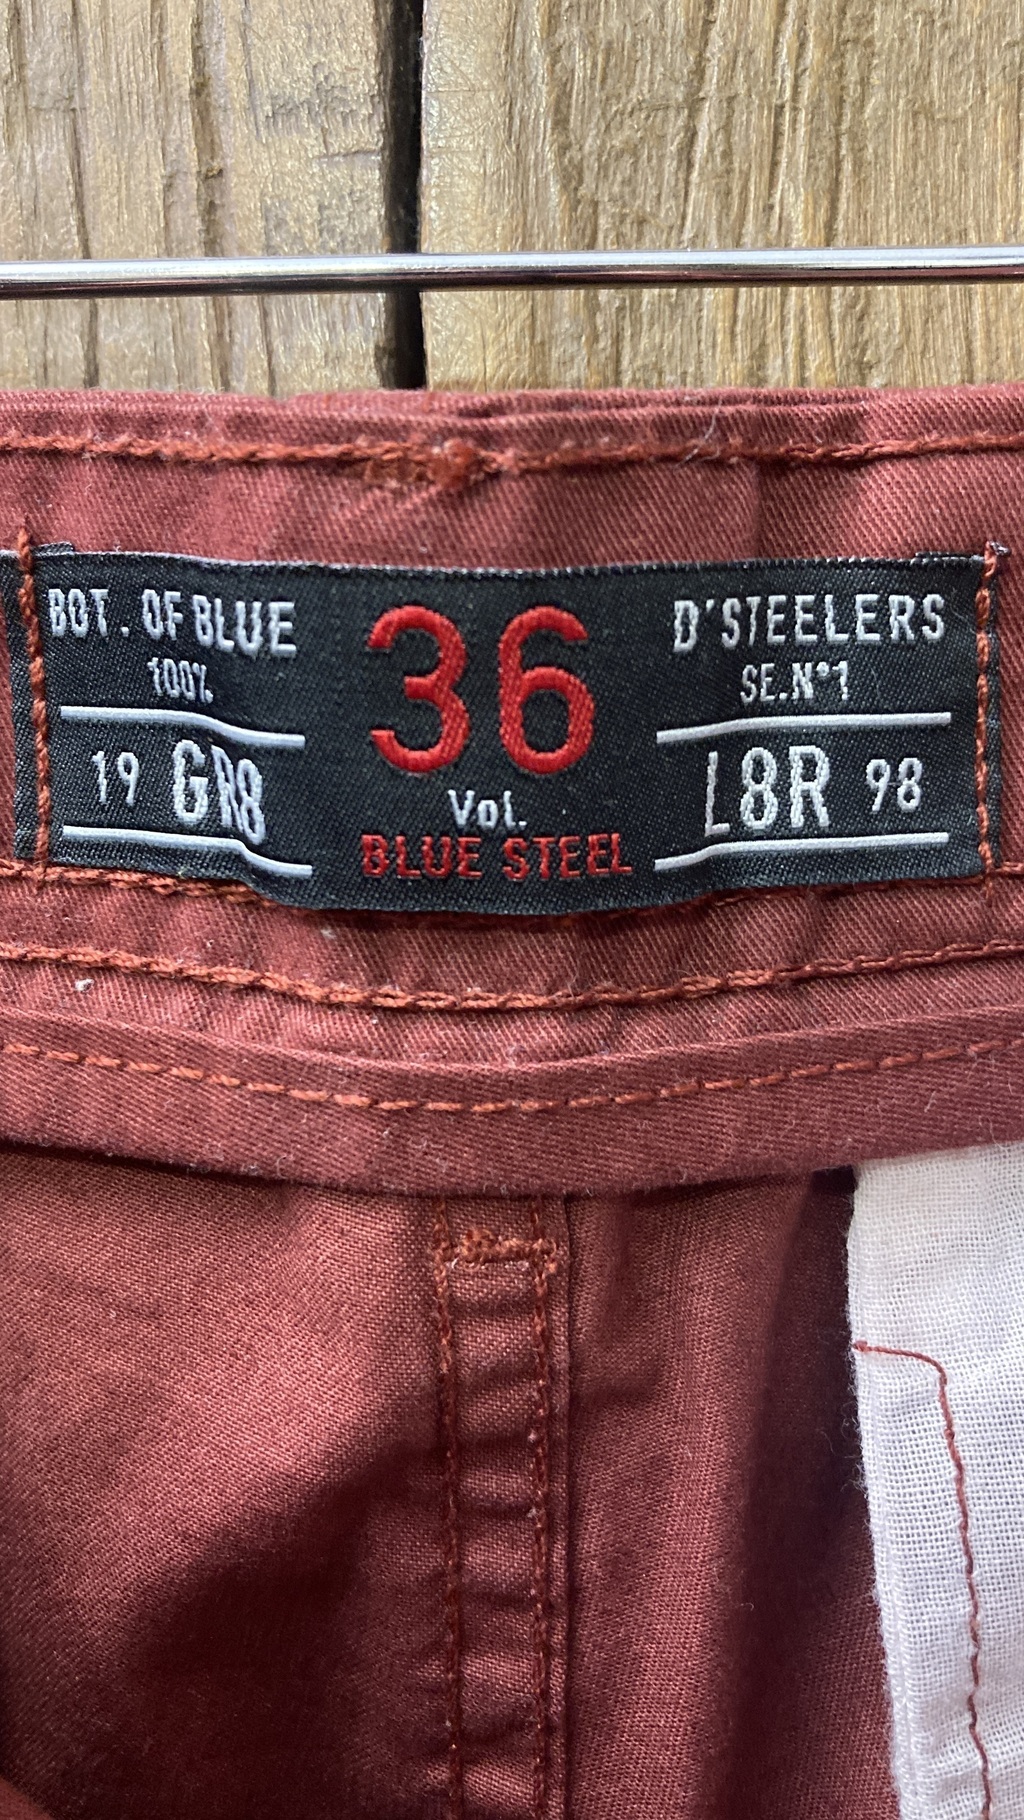 BOT. OF BLUE
100%
19 GR8
36
Vol.
BLUE STEEL
D'STEELERS
SE.N°1
L8R 98